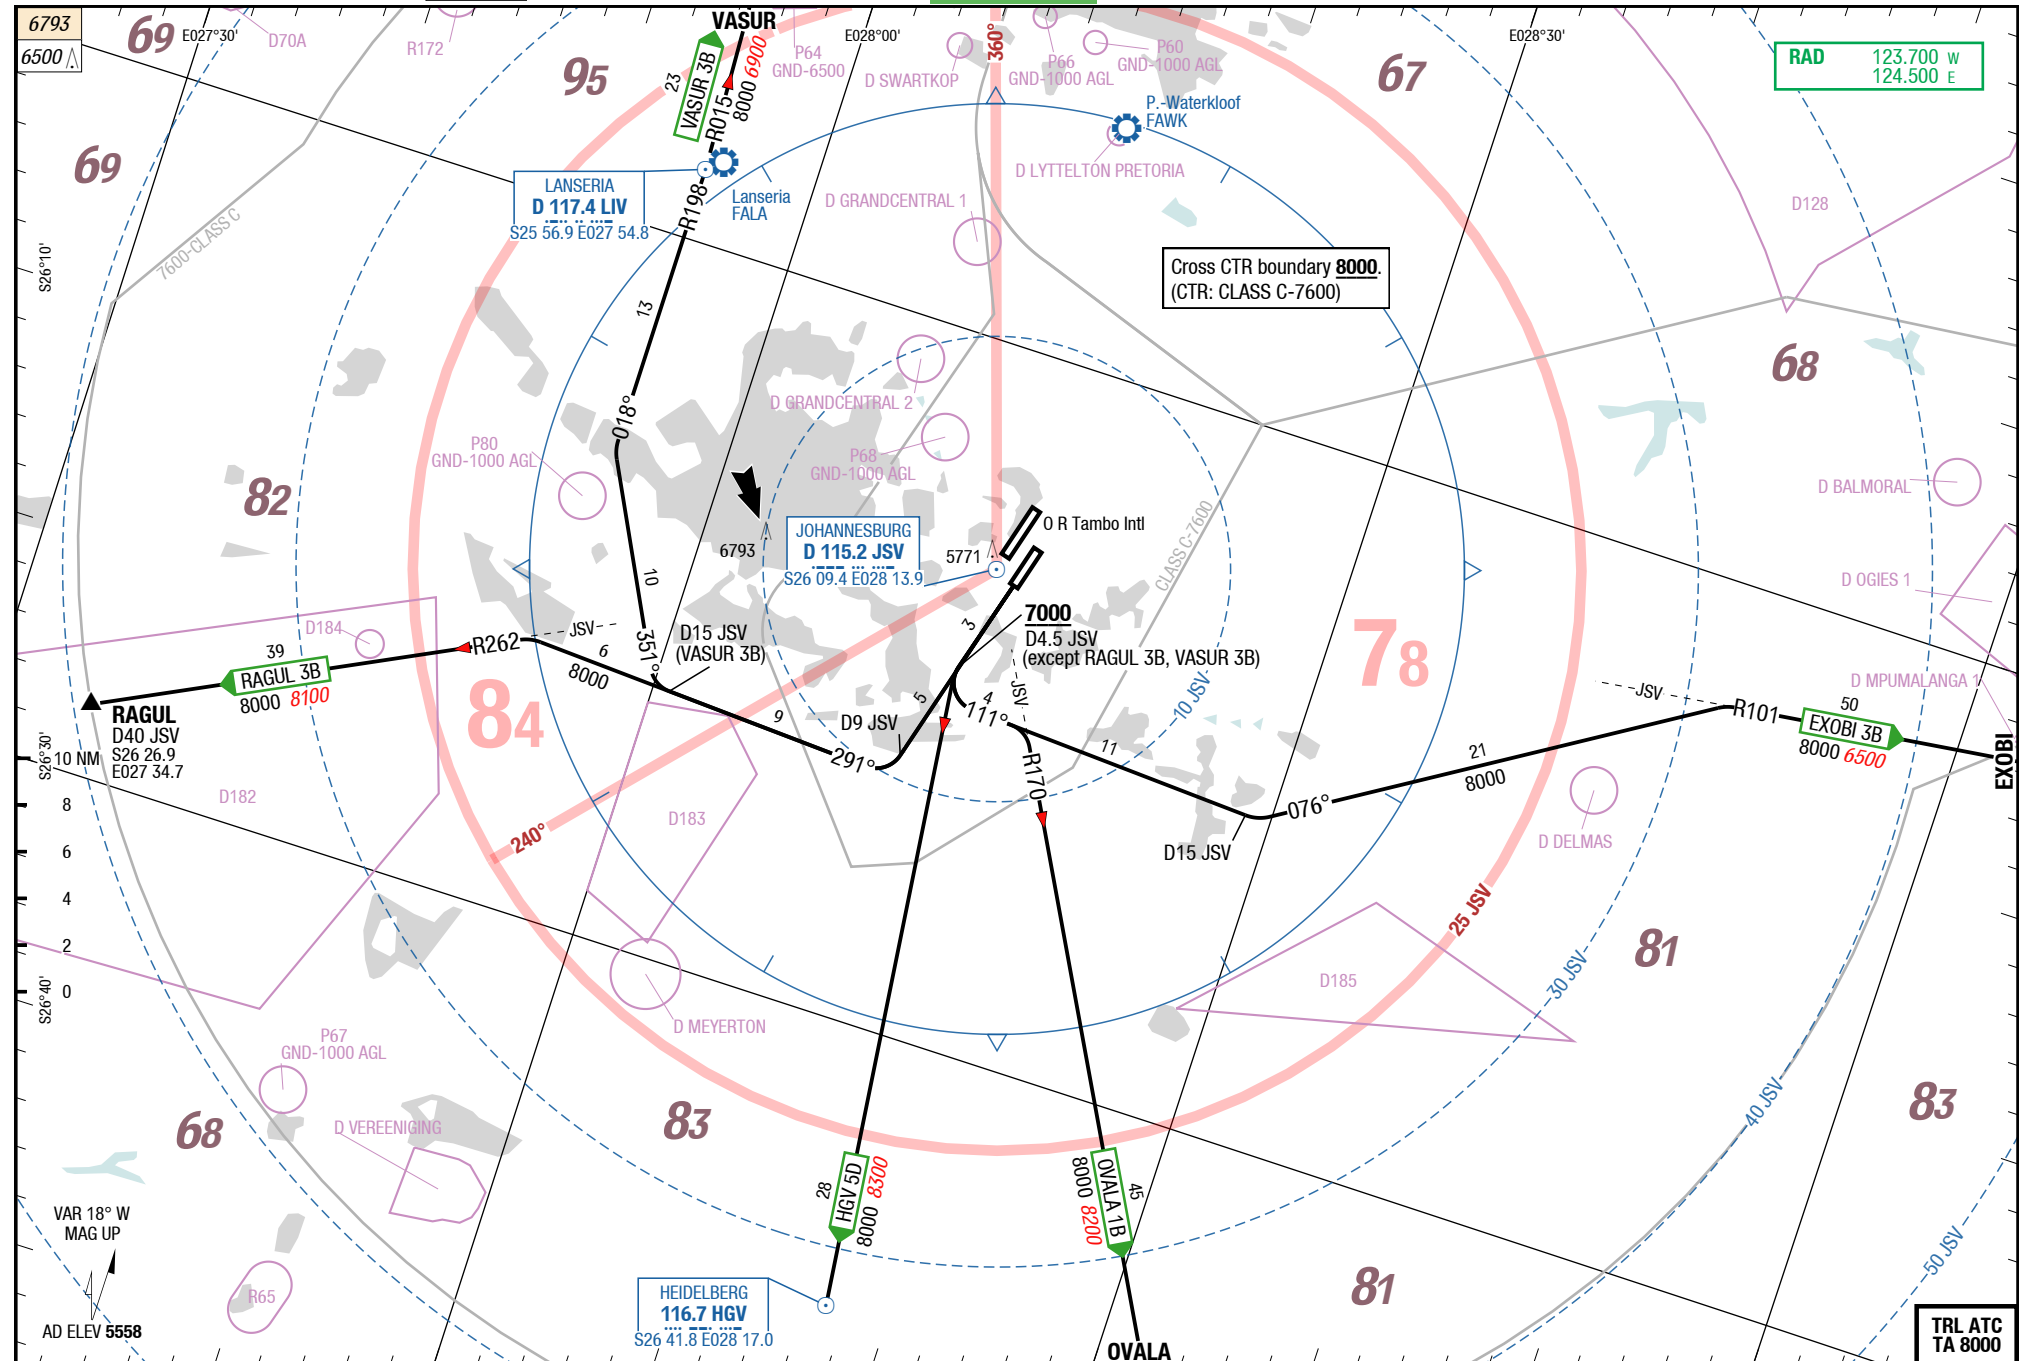 6793
6500
69
E027°30'
D70A
R172
95
VASUR
P64
GND-6500
E028°00'
360°
D SWARTKOP
P66
GND-1000 AGL
P60
GND-1000 AGL
67
E028°30'
RAD 123.700 W
124.500 E
23
VASUR 3B
R015
8000 6900
P.-Waterkloof
FAWK
D LYTTELTON PRETORIA
69
LANSERIA
D 117.4 LIV
S25 56.9 E027 54.8
Lanseria
FALA
R198
D GRANDCENTRAL 1
D128
7600-CLASS C
S26°10'
Cross CTR boundary 8000.
(CTR: CLASS C-7600)
13
68
018°
D GRANDCENTRAL 2
P80
GND-1000 AGL
P68
GND-1000 AGL
82
D BALMORAL
6793
JOHANNESBURG
D 115.2 JSV
S26 09.4 E028 13.9
5771
O R Tambo Intl
CLASS C-7600
10
D OGIES 1
7000
D4.5 JSV
(except RAGUL 3B, VASUR 3B)
3
78
D184
R262
JSV
6
8000
351°
D15 JSV
(VASUR 3B)
39
RAGUL 3B
8000 8100
84
9
5
D9 JSV
4
111°
JSV
10 JSV
D MPUMALANGA 1
JSV
R101
50
EXOBI 3B
8000 6500
EXOBI
RAGUL
D40 JSV
S26 26.9
E027 34.7
S26°30'
10 NM
8
6
4
2
0
291°
R170
11
21
8000
076°
D182
D183
240°
D15 JSV
D DELMAS
25 JSV
81
D185
30 JSV
S26°40'
D MEYERTON
P67
GND-1000 AGL
68
D VEREENIGING
83
40 JSV
83
28
HGV 5D
8000 8300
45
OVALA 1B
8000 8200
VAR 18° W
MAG UP
50 JSV
R65
AD ELEV 5558
HEIDELBERG
116.7 HGV
S26 41.8 E028 17.0
81
OVALA
TRL ATC
TA 8000